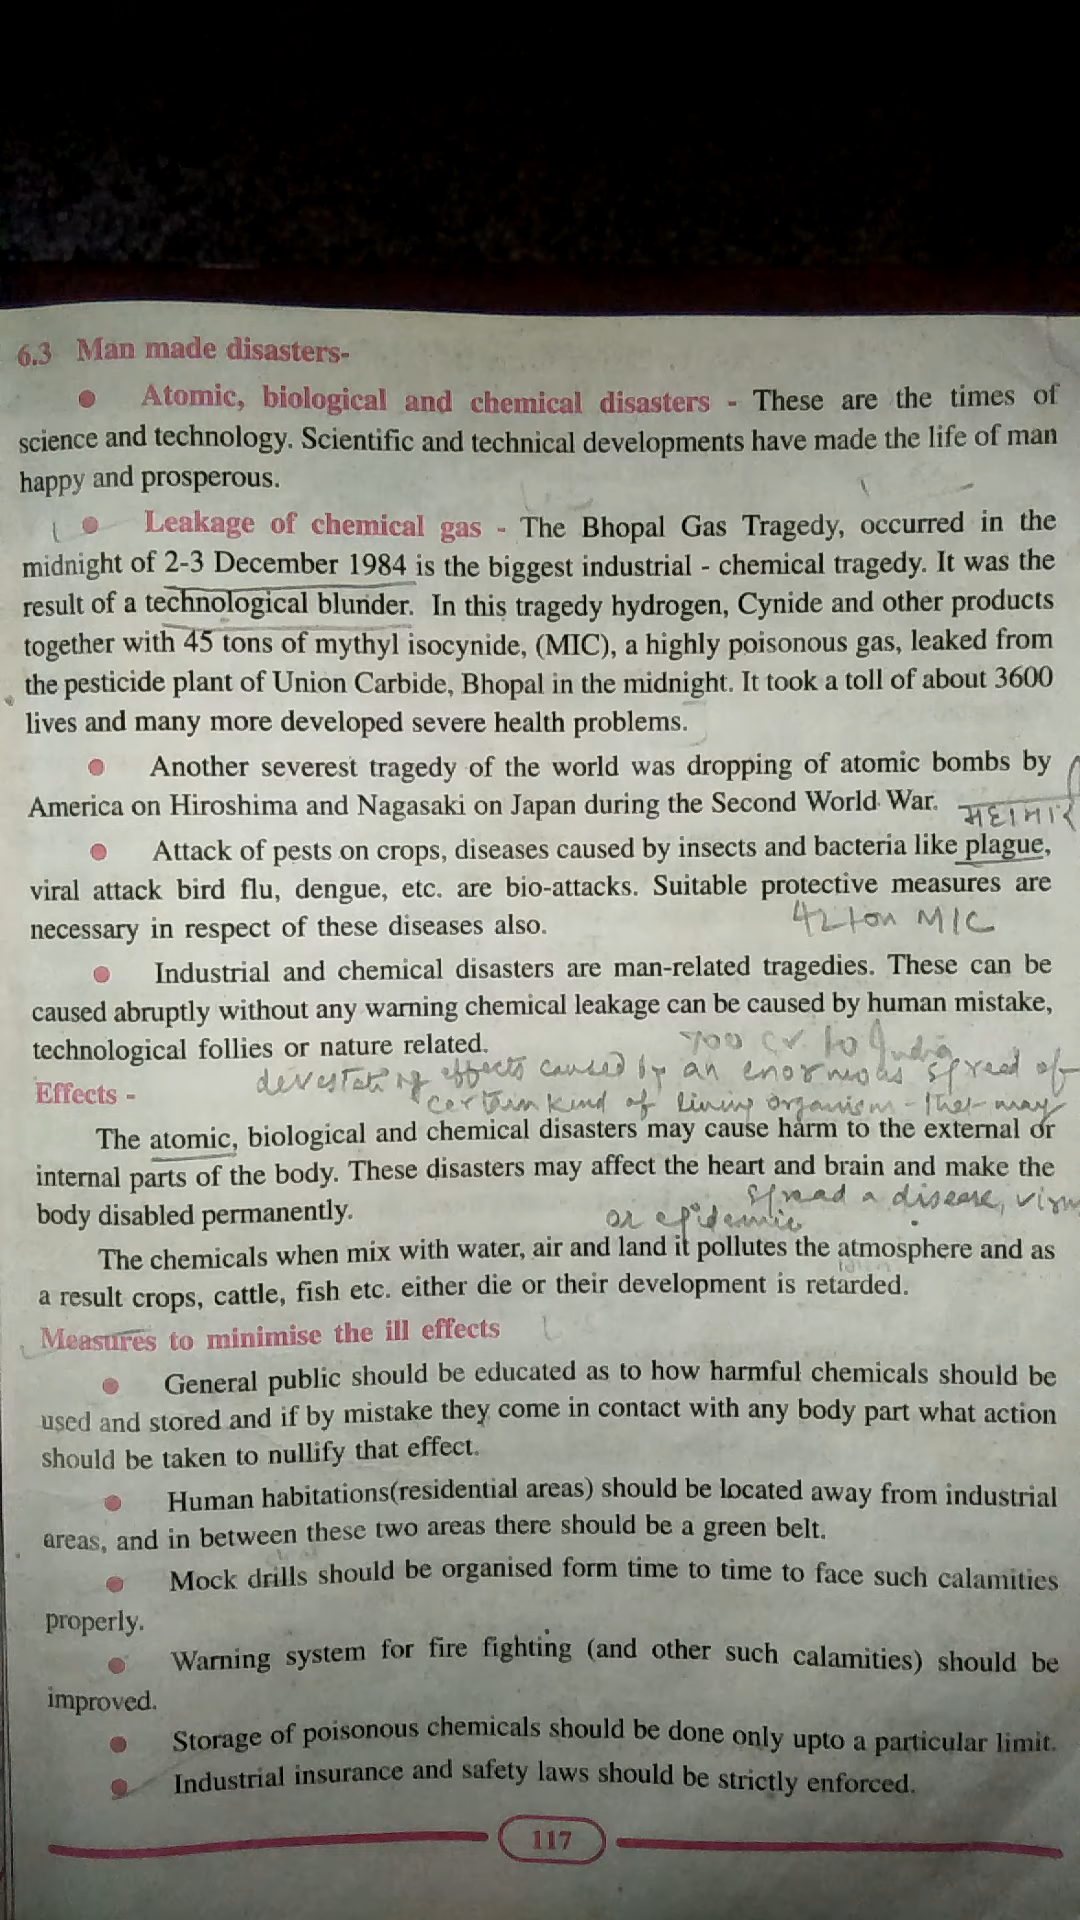 6.3 Man made disasters-
● Atomic, biological and chemical disasters - These are the times of
science and technology. Scientific and technical developments have made the life of man
happy and prosperous.
● Leakage of chemical gas - The Bhopal Gas Tragedy, occurred in the
midnight of 2-3 December 1984 is the biggest industrial - chemical tragedy. It was the
result of a technological blunder. In this tragedy hydrogen, Cynide and other products
together with 45 tons of mythyl isocynide, (MIC), a highly poisonous gas, leaked from
the pesticide plant of Union Carbide, Bhopal in the midnight. It took a toll of about 3600
lives and many more developed severe health problems.
● Another severest tragedy of the world was dropping of atomic bombs by
America on Hiroshima and Nagasaki on Japan during the Second World War.
महामार
● Attack of pests on crops, diseases caused by insects and bacteria like plague,
viral attack bird flu, dengue, etc. are bio-attacks. Suitable protective measures are
necessary in respect of these diseases also.
42 ton MIC
● Industrial and chemical disasters are man-related tragedies. These can be
caused abruptly without any warning chemical leakage can be caused by human mistake,
technological follies or nature related.
700 cr. to India
effects caused by an enormous spread of
Effects -
certain kind of living organism - that may
The atomic, biological and chemical disasters may cause harm to the external or
internal parts of the body. These disasters may affect the heart and brain and make the
spread a disease,
body disabled permanently.
or epidemic
The chemicals when mix with water, air and land it pollutes the atmosphere and as
a result crops, cattle, fish etc. either die or their development is retarded.
Measures to minimise the ill effects
● General public should be educated as to how harmful chemicals should be
used and stored and if by mistake they come in contact with any body part what action
should be taken to nullify that effect.
● Human habitations(residential areas) should be located away from industrial
areas, and in between these two areas there should be a green belt.
● Mock drills should be organised form time to time to face such calamities
properly.
● Warning system for fire fighting (and other such calamities) should be
improved.
● Storage of poisonous chemicals should be done only upto a particular limit.
● Industrial insurance and safety laws should be strictly enforced.
117